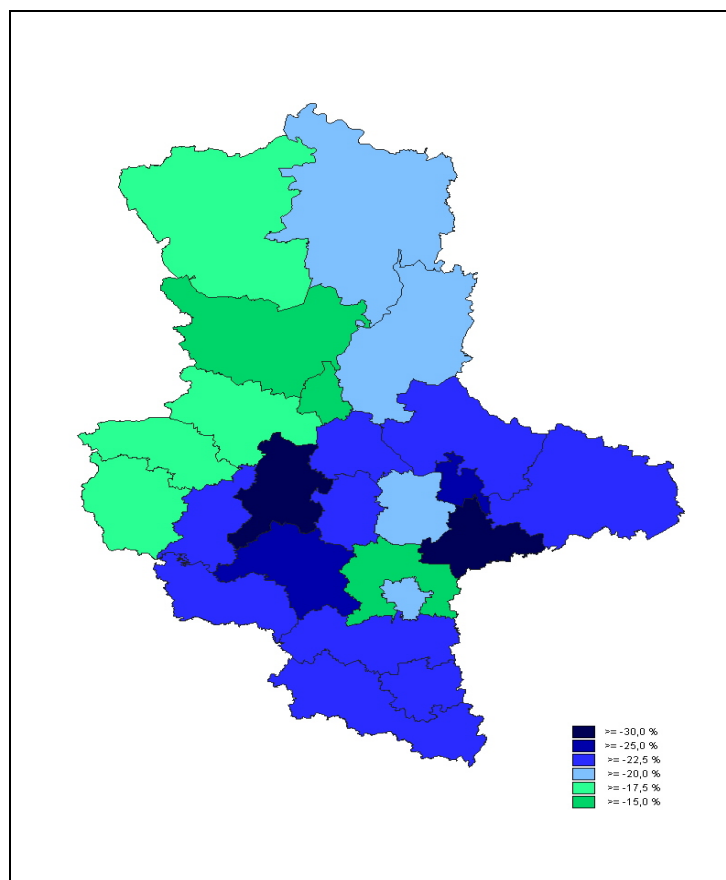 >= -30,0 %
>= -25,0 %
>= -22,5 %
>= -20,0 %
>= -17,5 %
>= -15,0 %